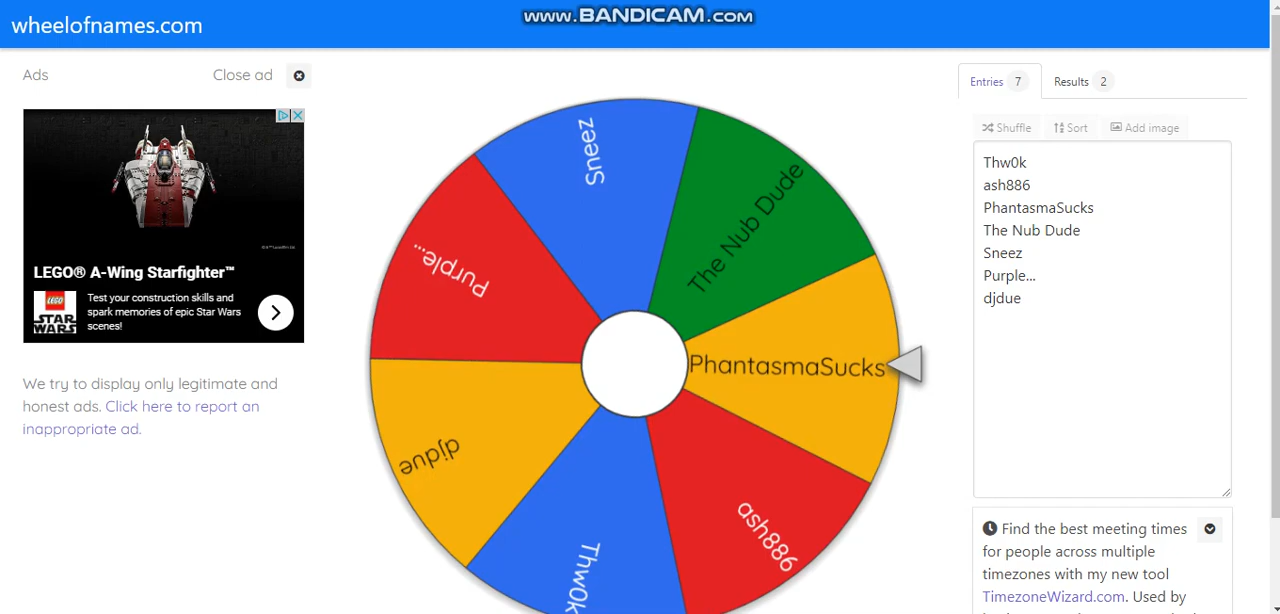 www.BANDICAM.com
wheelofnames.com
Ads
Close ad
LEGO® A-Wing Starfighter™
LEGO
STAR
WARS
Test your construction skills and
spark memories of epic Star Wars
scenes!
We try to display only legitimate and
honest ads. Click here to report an
inappropriate ad.
Sneez
The Nub Dude
Purple...
PhantasmaSucks
djdue
ash886
Thw0k
Entries 7
Results 2
Shuffle
Sort
Add image
Thw0k
ash886
PhantasmaSucks
The Nub Dude
Sneez
Purple...
djdue
Find the best meeting times
for people across multiple
timezones with my new tool
TimezoneWizard.com. Used by